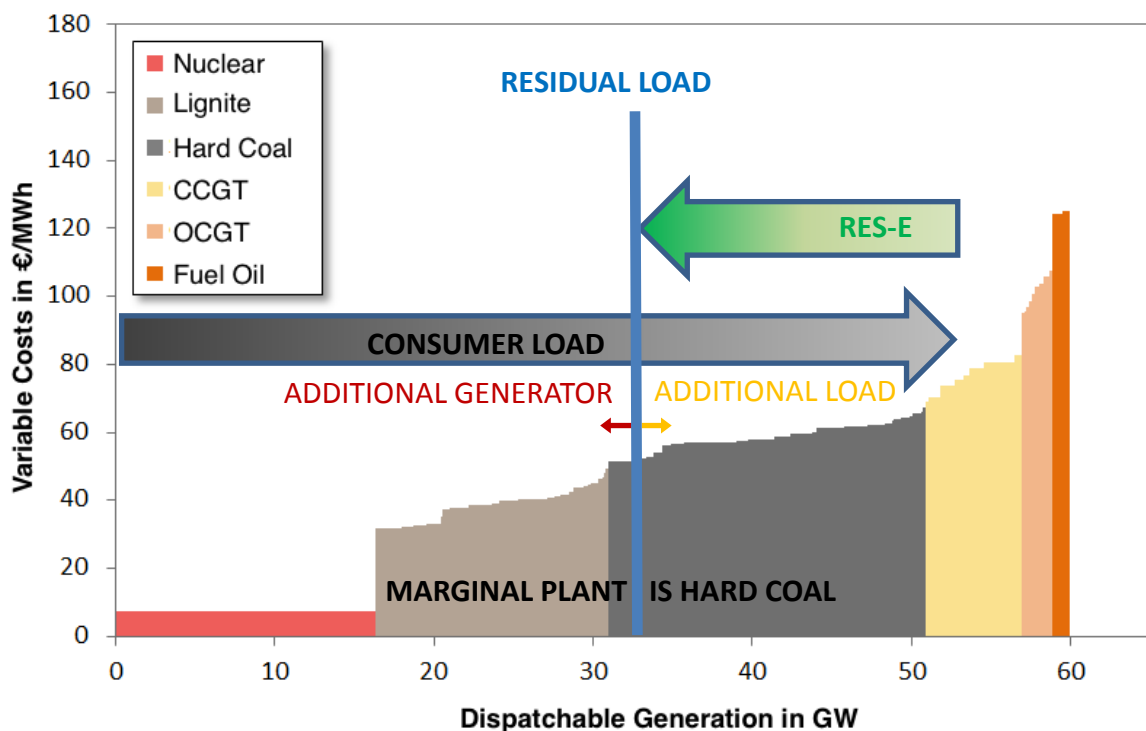 180
160
140
120
100
80
60
40
20
0
Variable Costs in €/MWh
Nuclear
Lignite
Hard Coal
CCGT
OCGT
Fuel Oil
RESIDUAL LOAD
RES-E
CONSUMER LOAD
ADDITIONAL GENERATOR
ADDITIONAL LOAD
MARGINAL PLANT IS HARD COAL
0 10 20 30 40 50 60
Dispatchable Generation in GW